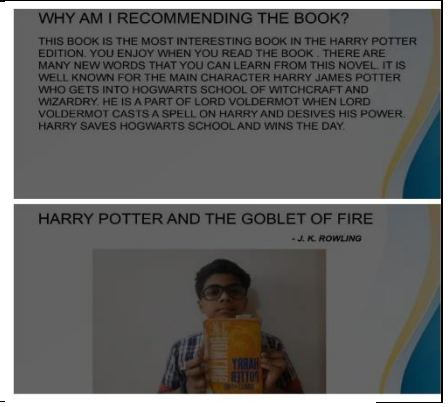 WHY AM I RECOMMENDING THE BOOK?
THIS BOOK IS THE MOST INTERESTING BOOK IN THE HARRY POTTER
EDITION. YOU ENJOY WHEN YOU READ THE BOOK . THERE ARE
MANY NEW WORDS THAT YOU CAN LEARN FROM THIS NOVEL. IT IS
WELL KNOWN FOR THE MAIN CHARACTER HARRY JAMES POTTER
WHO GETS INTO HOGWARTS SCHOOL OF WITCHCRAFT AND
WIZARDRY. HE IS A PART OF LORD VOLDERMOT WHEN LORD
VOLDERMOT CASTS A SPELL ON HARRY AND DESIVES HIS POWER.
HARRY SAVES HOGWARTS SCHOOL AND WINS THE DAY.
HARRY POTTER AND THE GOBLET OF FIRE
- J. K. ROWLING
HARRY
POTTER